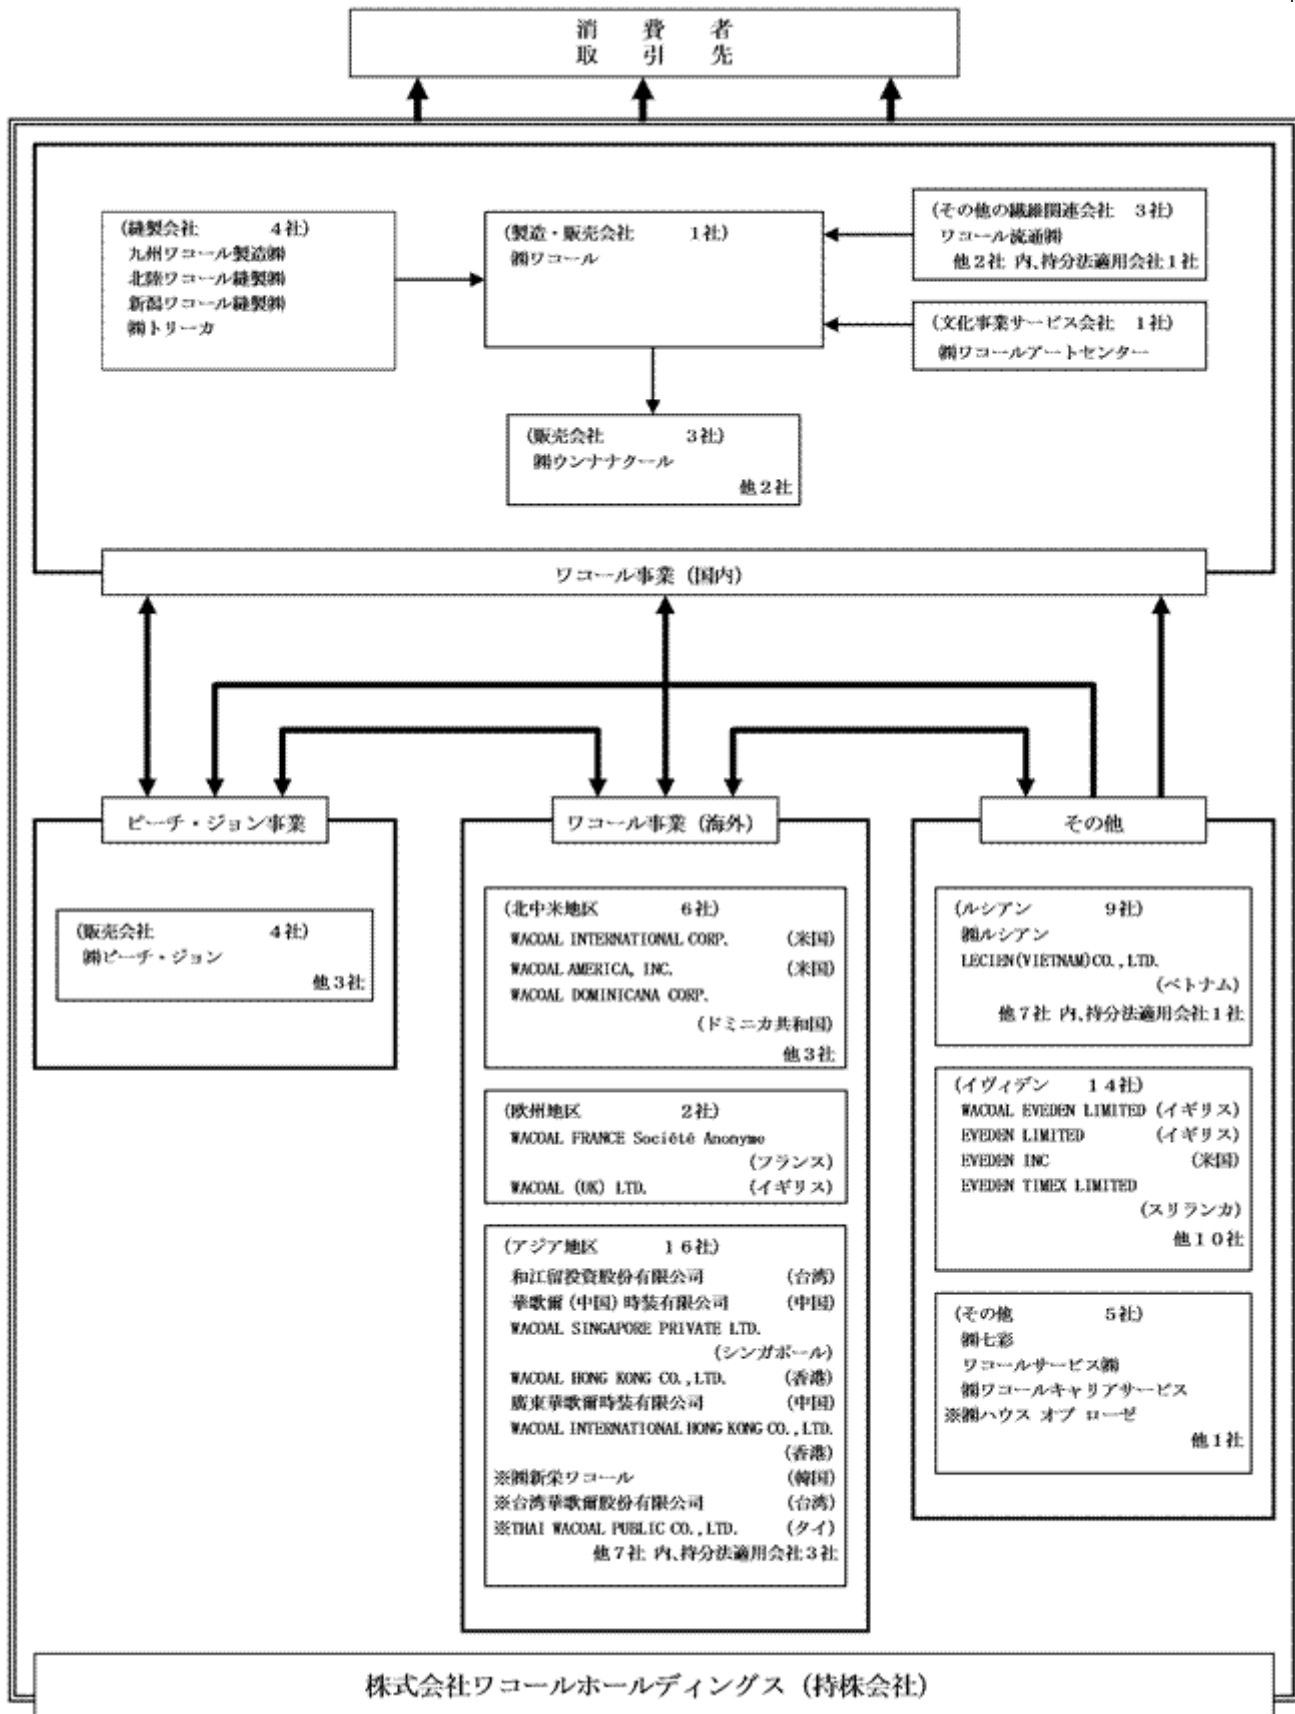 消費者
取引先
(縫製会社 4社)
九州ワコール製造㈱
北陸ワコール縫製㈱
新潟ワコール縫製㈱
㈱トリーカ
(製造・販売会社 1社)
㈱ワコール
(その他の繊維関連会社 3社)
ワコール流通㈱
他2社 内、持分法適用会社1社
(文化事業サービス会社 1社)
㈱ワコールアートセンター
(販売会社 3社)
㈱ウンナナクール
他2社
ワコール事業(国内)
ピーチ・ジョン事業
(販売会社 4社)
㈱ピーチ・ジョン
他3社
ワコール事業(海外)
(北中米地区 6社)
WACOAL INTERNATIONAL CORP. (米国)
WACOAL AMERICA, INC. (米国)
WACOAL DOMINICANA CORP.
(ドミニカ共和国)
他3社
(欧州地区 2社)
WACOAL FRANCE Société Anonyme
(フランス)
WACOAL (UK) LTD. (イギリス)
(アジア地区 16社)
和江留投資股份有限公司 (台湾)
華歌爾(中国)時装有限公司 (中国)
WACOAL SINGAPORE PRIVATE LTD.
(シンガポール)
WACOAL HONG KONG CO.,LTD. (香港)
廣東華歌爾時装有限公司 (中国)
WACOAL INTERNATIONAL HONG KONG CO.,LTD.
(香港)
※㈱新栄ワコール (韓国)
※台湾華歌爾股份有限公司 (台湾)
※THAI WACOAL PUBLIC CO.,LTD. (タイ)
他7社 内、持分法適用会社3社
その他
(ルシアン 9社)
㈱ルシアン
LECIEN(VIETNAM)CO.,LTD.
(ベトナム)
他7社 内、持分法適用会社1社
(イヴィデン 14社)
WACOAL EVEDEN LIMITED (イギリス)
EVEDEN LIMITED (イギリス)
EVEDEN INC (米国)
EVEDEN TIMEX LIMITED
(スリランカ)
他10社
(その他 5社)
㈱七彩
ワコールサービス㈱
㈱ワコールキャリアサービス
※㈱ハウス オブ ローゼ
他1社
株式会社ワコールホールディングス(持株会社)